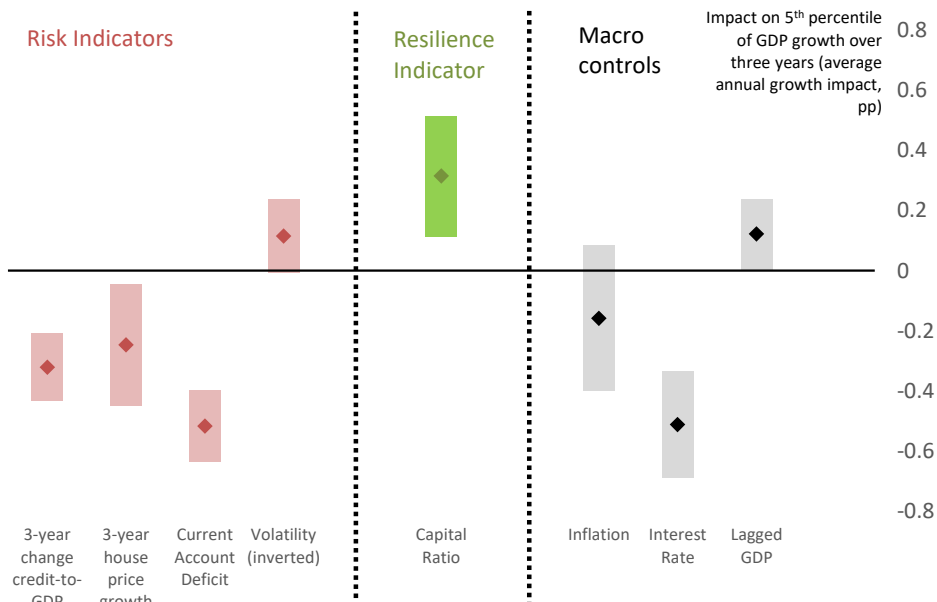 Risk Indicators
Resilience
Indicator
Macro
controls
Impact on 5th percentile
of GDP growth over
three years (average
annual growth impact,
pp)
0.8
0.6
0.4
0.2
0
-0.2
-0.4
-0.6
-0.8
3-year
change
credit-to-
GDP
3-year
house
price
growth
Current
Account
Deficit
Volatility
(inverted)
Capital
Ratio
Inflation
Interest
Rate
Lagged
GDP